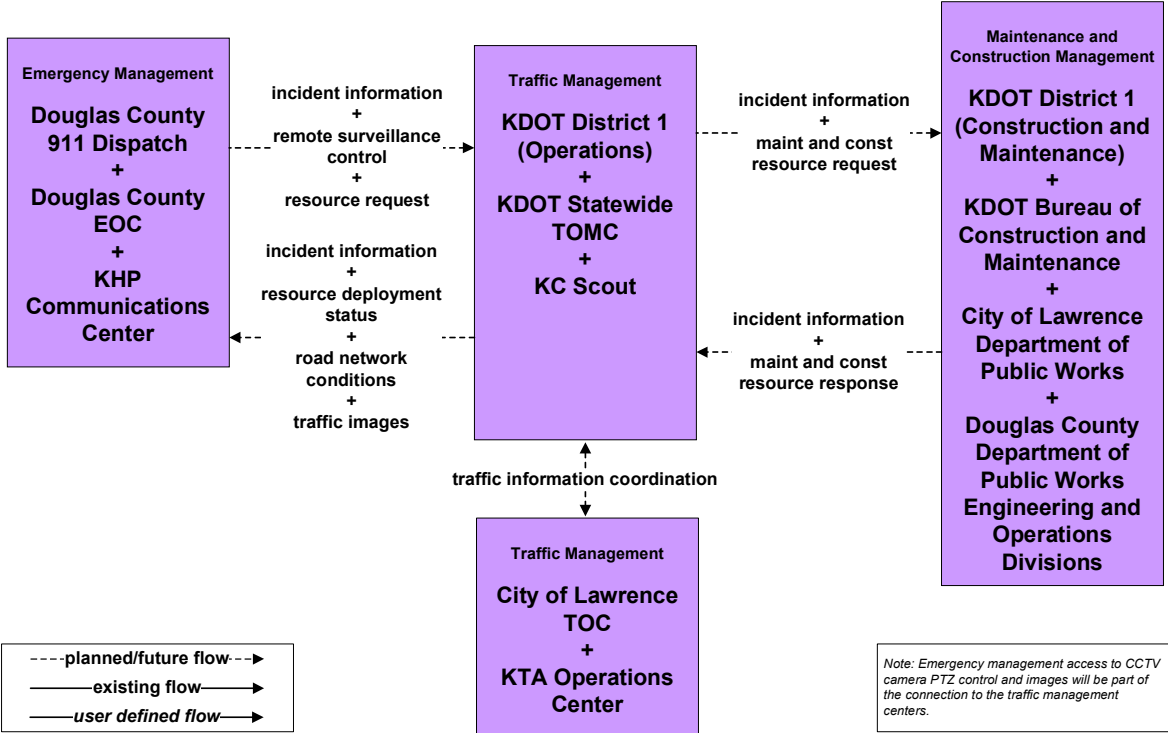 Emergency Management
Douglas County
911 Dispatch
+
Douglas County
EOC
+
KHP
Communications
Center
incident information
+
remote surveillance
control
+
resource request
incident information
+
resource deployment
status
+
road network
conditions
+
traffic images
Traffic Management
KDOT District 1
(Operations)
+
KDOT Statewide
TOMC
+
KC Scout
incident information
+
maint and const
resource request
incident information
+
maint and const
resource response
Maintenance and
Construction Management
KDOT District 1
(Construction and
Maintenance)
+
KDOT Bureau of
Construction and
Maintenance
+
City of Lawrence
Department of
Public Works
+
Douglas County
Department of
Public Works
Engineering and
Operations
Divisions
traffic information coordination
Traffic Management
City of Lawrence
TOC
+
KTA Operations
Center
planned/future flow
existing flow
user defined flow
Note: Emergency management access to CCTV
camera PTZ control and images will be part of
the connection to the traffic management
centers.